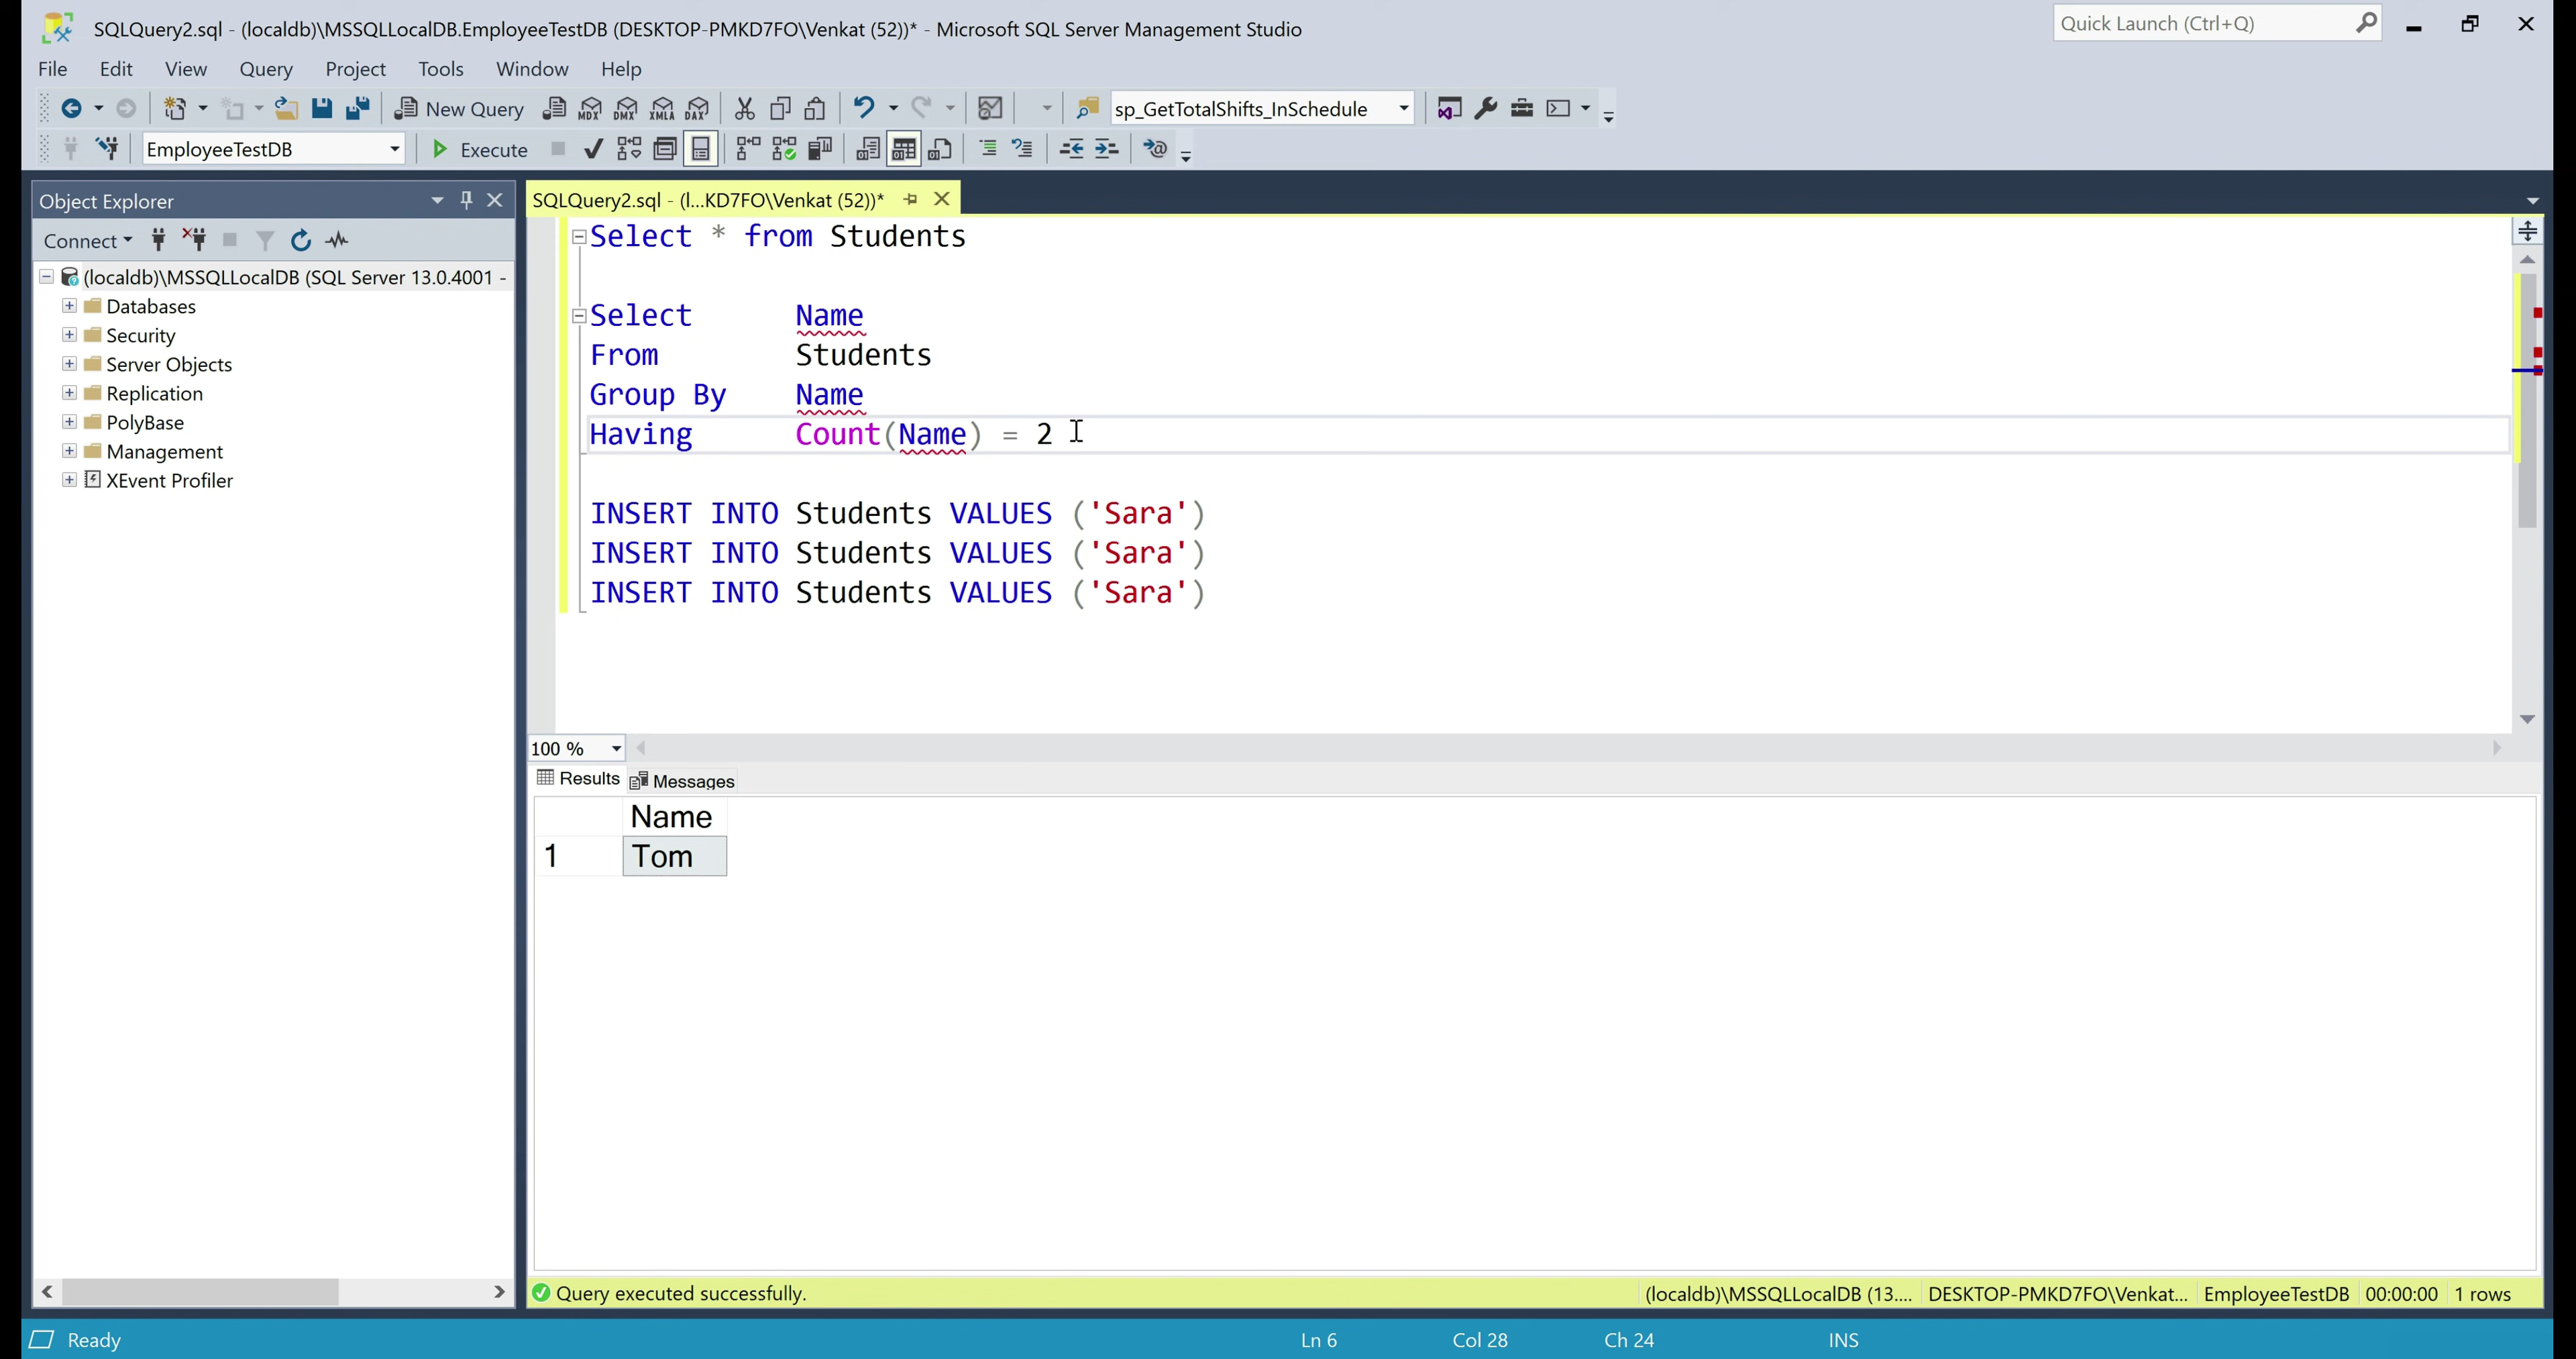 SQLQuery2.sql - (localdb)\MSSQLLocalDB.EmployeeTestDB (DESKTOP-PMKD7FO\Venkat (52))* - Microsoft SQL Server Management Studio
Quick Launch (Ctrl+Q)
File Edit View Query Project Tools Window Help
New Query MDX DMX XMLA DAX sp_GetTotalShifts_InSchedule
EmployeeTestDB Execute
Object Explorer
SQLQuery2.sql - (l...KD7FO\Venkat (52))*
Connect
(localdb)\MSSQLLocalDB (SQL Server 13.0.4001 -
Databases
Security
Server Objects
Replication
PolyBase
Management
XEvent Profiler
Select * from Students
Select Name
From Students
Group By Name
Having Count(Name) = 2
INSERT INTO Students VALUES ('Sara')
INSERT INTO Students VALUES ('Sara')
INSERT INTO Students VALUES ('Sara')
100 %
Results Messages
Name
1 Tom
Query executed successfully. (localdb)\MSSQLLocalDB (13.... DESKTOP-PMKD7FO\Venkat... EmployeeTestDB 00:00:00 1 rows
Ready Ln 6 Col 28 Ch 24 INS